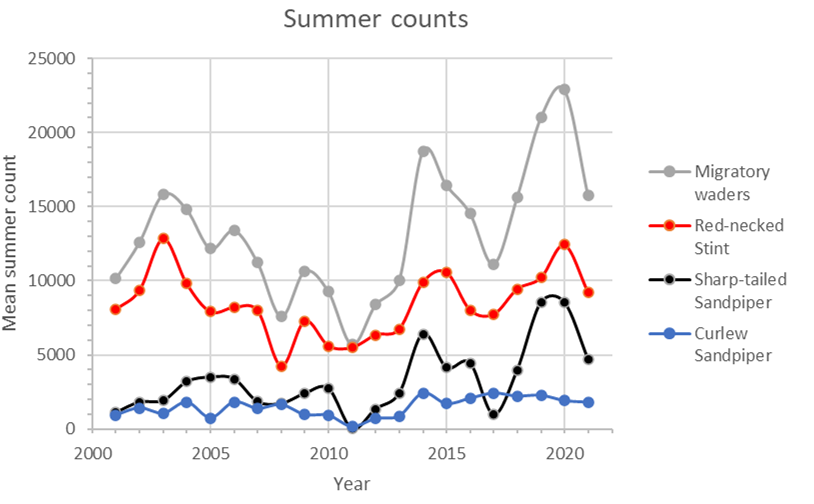 Summer counts
25000
20000
15000
10000
5000
0
2000
2005
2010
2015
2020
Mean summer count
Year
Migratory
waders
Red-necked
Stint
Sharp-tailed
Sandpiper
Curlew
Sandpiper